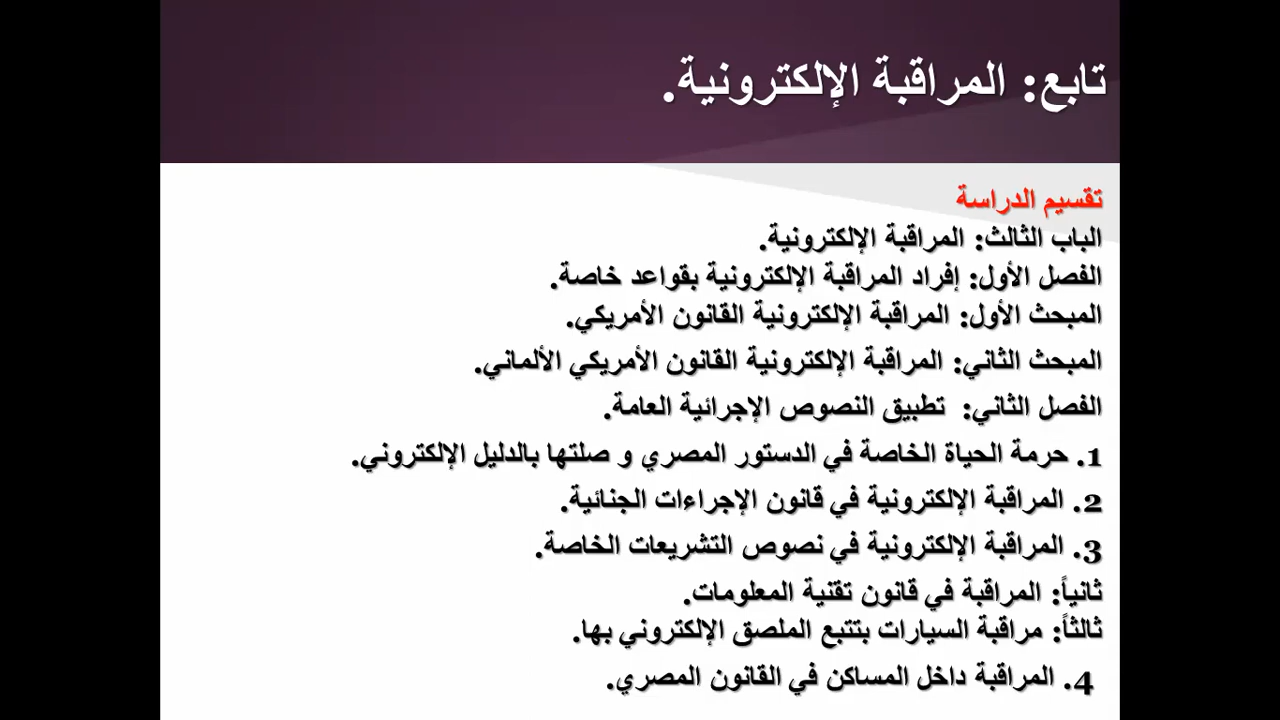 تابع: المراقبة الإلكترونية.
تقسيم الدراسة
الباب الثالث: المراقبة الإلكترونية.
الفصل الأول: إفراد المراقبة الإلكترونية بقواعد خاصة.
المبحث الأول: المراقبة الإلكترونية القانون الأمريكي.
المبحث الثاني: المراقبة الإلكترونية القانون الأمريكي الألماني.
الفصل الثاني: تطبيق النصوص الإجرائية العامة.
1. حرمة الحياة الخاصة في الدستور المصري و صلتها بالدليل الإلكتروني.
2. المراقبة الإلكترونية في قانون الإجراءات الجنائية.
3. المراقبة الإلكترونية في نصوص التشريعات الخاصة.
ثانياً: المراقبة في قانون تقنية المعلومات.
ثالثاً: مراقبة السيارات بتتبع الملصق الإلكتروني بها.
4. المراقبة داخل المساكن في القانون المصري.